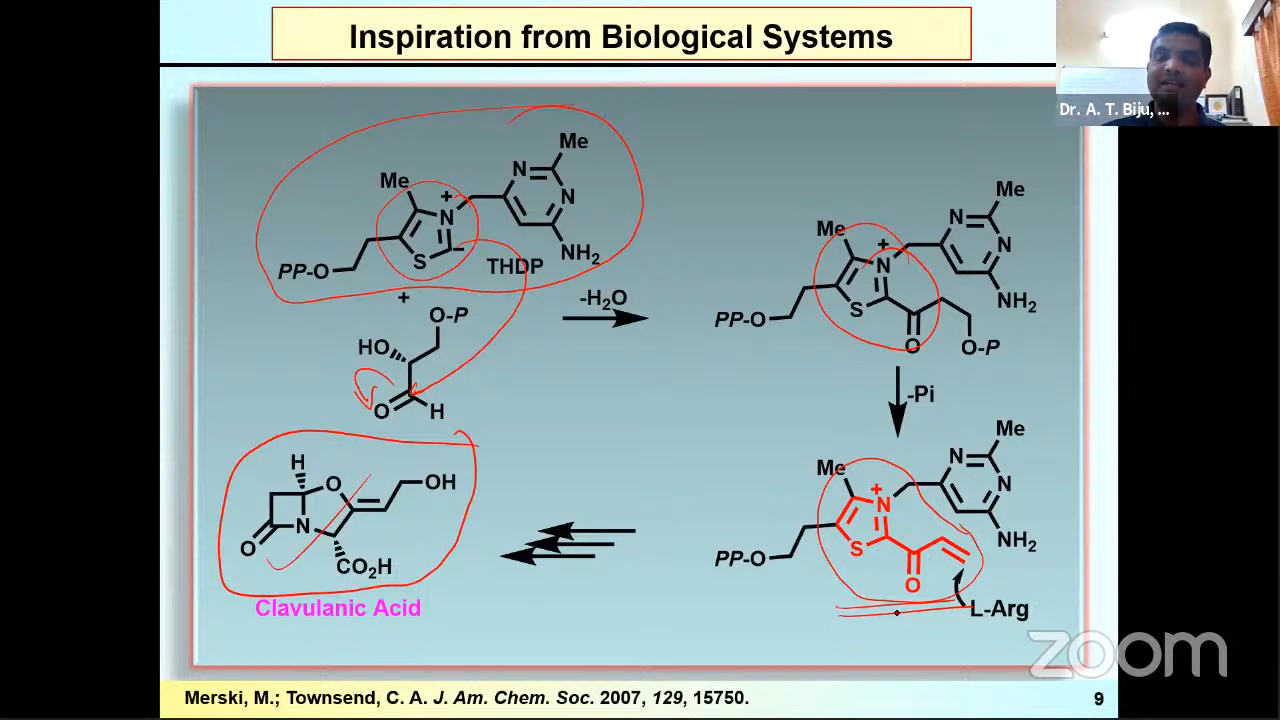 Inspiration from Biological Systems
Dr. A. T. Biju, ...
Me
N
Me
+
N
N
S
NH₂
PP-O
THDP
+
O-P
HO
O
H
-H₂O
Me
N
Me
+
N
N
S
NH₂
PP-O
O
O-P
-Pi
Me
N
Me
+
N
N
S
NH₂
PP-O
O
L-Arg
H
O
OH
N
O
CO₂H
Clavulanic Acid
zoom
Merski, M.; Townsend, C. A. J. Am. Chem. Soc. 2007, 129, 15750.
9